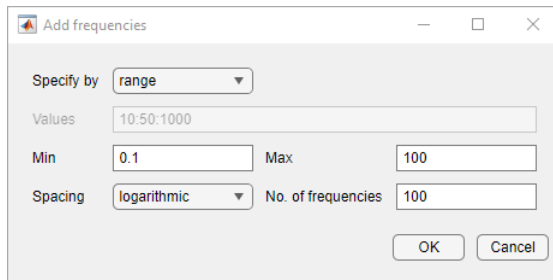 Add frequencies
Specify by range
Values 10:50:1000
Min 0.1 Max 100
Spacing logarithmic No. of frequencies 100
OK Cancel